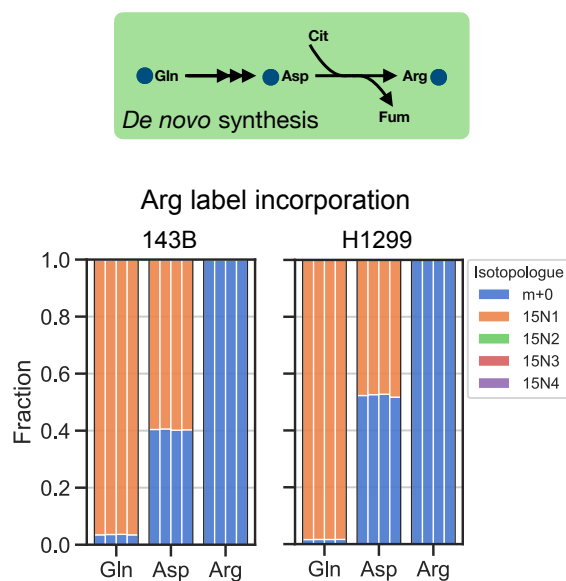 Cit
Gln Asp Arg
Fum
De novo synthesis
Arg label incorporation
143B H1299
Isotopologue
m+0
15N1
15N2
15N3
15N4
Fraction
1.0
0.8
0.6
0.4
0.2
0.0
Gln Asp Arg Gln Asp Arg